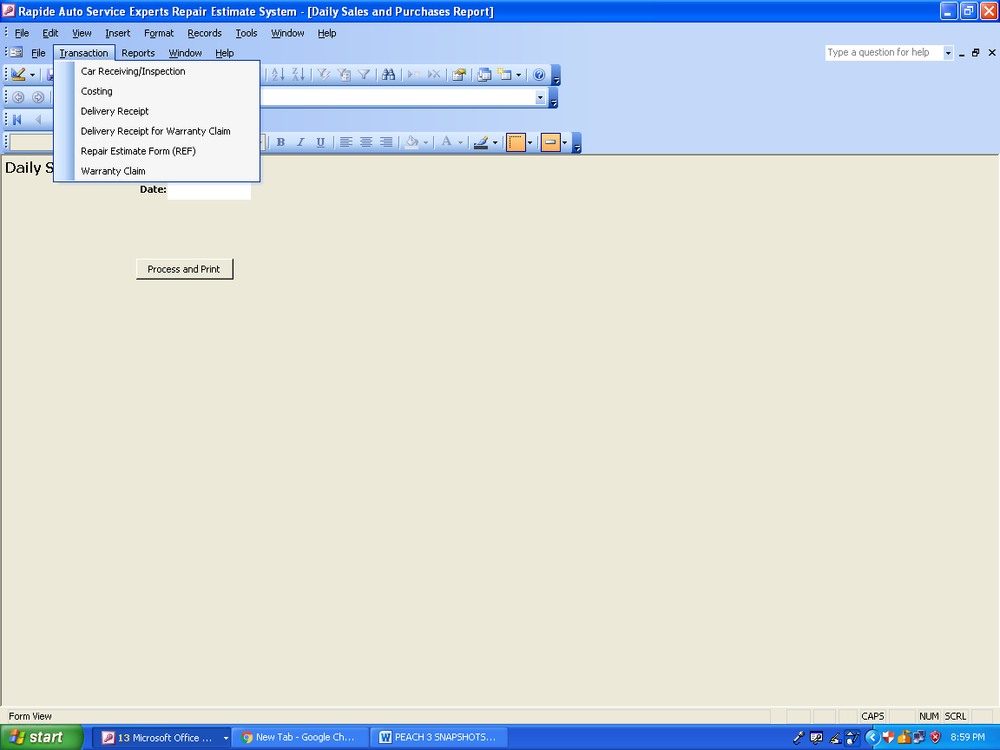 Rapide Auto Service Experts Repair Estimate System - [Daily Sales and Purchases Report]
File Edit View Insert Format Records Tools Window Help
File Transaction Reports Window Help Type a question for help
Car Receiving/Inspection
Costing
Delivery Receipt
Delivery Receipt for Warranty Claim
Repair Estimate Form (REF)
Warranty Claim
B I U A
Daily S
Date:
Process and Print
Form View CAPS NUM SCRL
start 13 Microsoft Office ... New Tab - Google Ch... PEACH 3 SNAPSHOTS... 8:59 PM